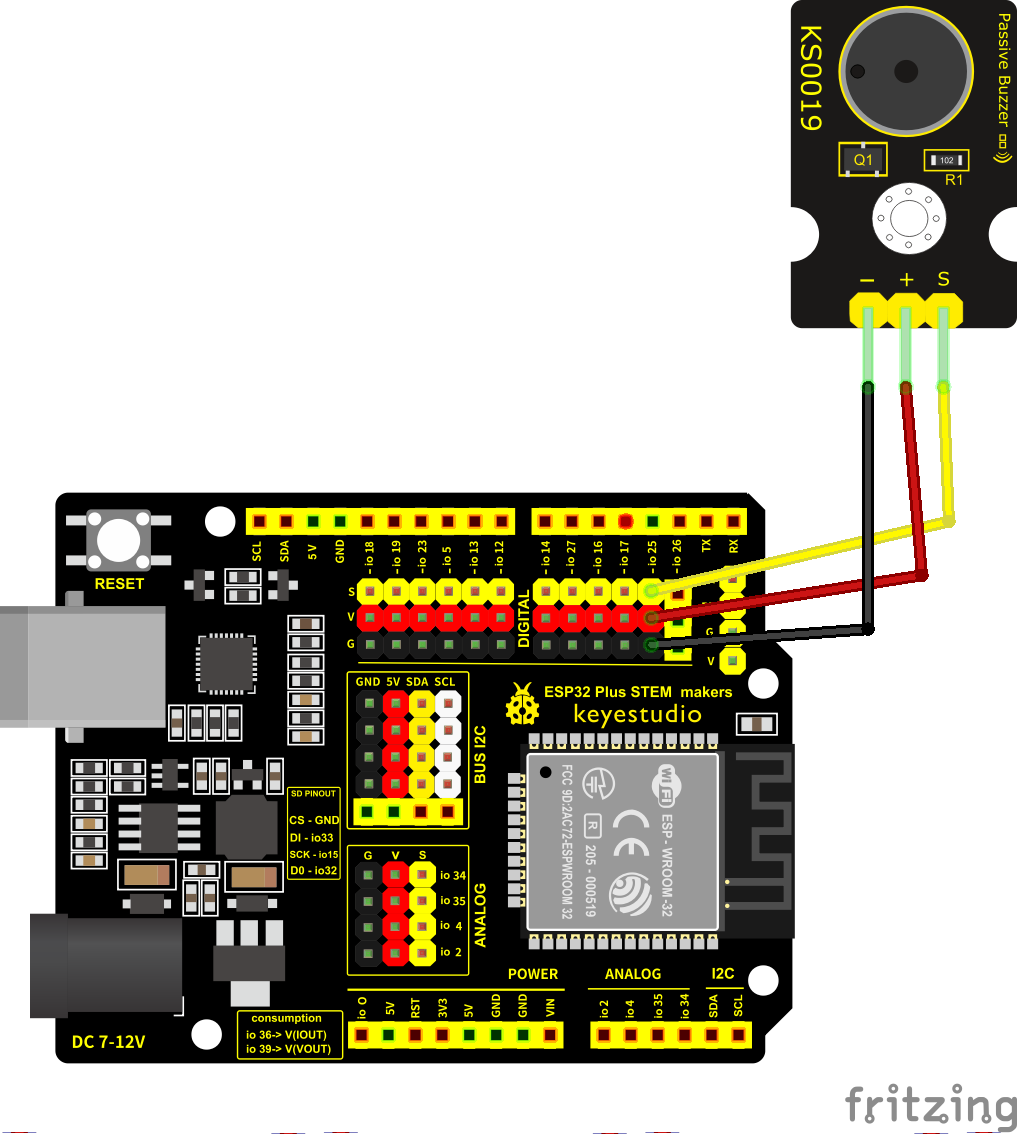 KS0019
Passive Buzzer
Q1
102
R1
− + S
RESET
SCL
SDA
5V
GND
io 18
io 19
io 23
io 5
io 13
io 12
io 14
io 27
io 16
io 17
io 25
io 26
TX
RX
S
V
G
DIGITAL
G
V
GND 5V SDA SCL
BUS I2C
ESP32 Plus STEM makers
keyestudio
SD PINOUT
CS - GND
DI - io33
SCK - io15
D0 - io32
G V S
io 34
io 35
io 4
io 2
ANALOG
FCC 9D:2AC72-ESPWROOM 32
R
205 - 000519
CE
Wi Fi
ESP - WROOM -32
POWER
ANALOG
I2C
io O
5V
RST
3V3
5V
GND
GND
VIN
io 2
io 4
io 35
io 34
SDA
SCL
DC 7-12V
consumption
io 36-> V(IOUT)
io 39-> V(VOUT)
fritzing